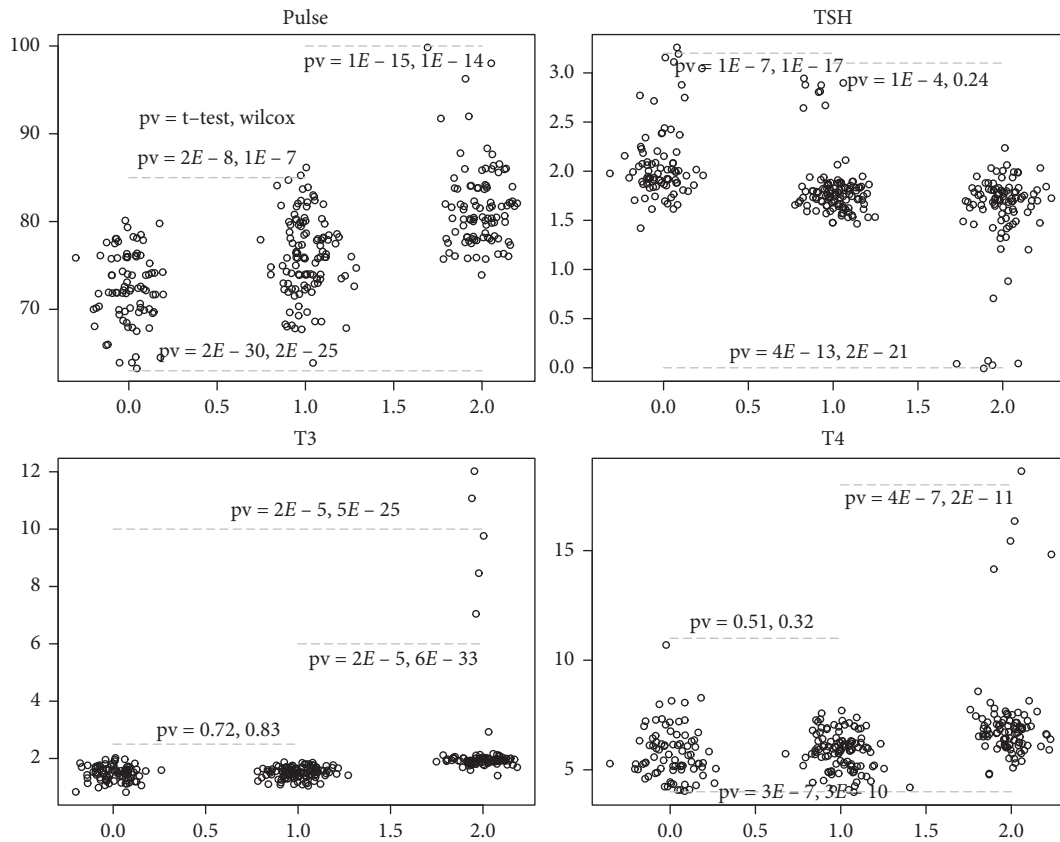 Pulse
100
90
80
70
pv = 1E – 15, 1E – 14
pv = t–test, wilcox
pv = 2E – 8, 1E – 7
pv = 2E – 30, 2E – 25
0.0 0.5 1.0 1.5 2.0
TSH
3.0
2.5
2.0
1.5
1.0
0.5
0.0
pv = 1E – 7, 1E – 17
pv = 1E – 4, 0.24
pv = 4E – 13, 2E – 21
0.0 0.5 1.0 1.5 2.0
T3
12
10
8
6
4
2
pv = 2E – 5, 5E – 25
pv = 2E – 5, 6E – 33
pv = 0.72, 0.83
0.0 0.5 1.0 1.5 2.0
T4
15
10
5
pv = 4E – 7, 2E – 11
pv = 0.51, 0.32
pv = 3E – 7, 3E – 10
0.0 0.5 1.0 1.5 2.0